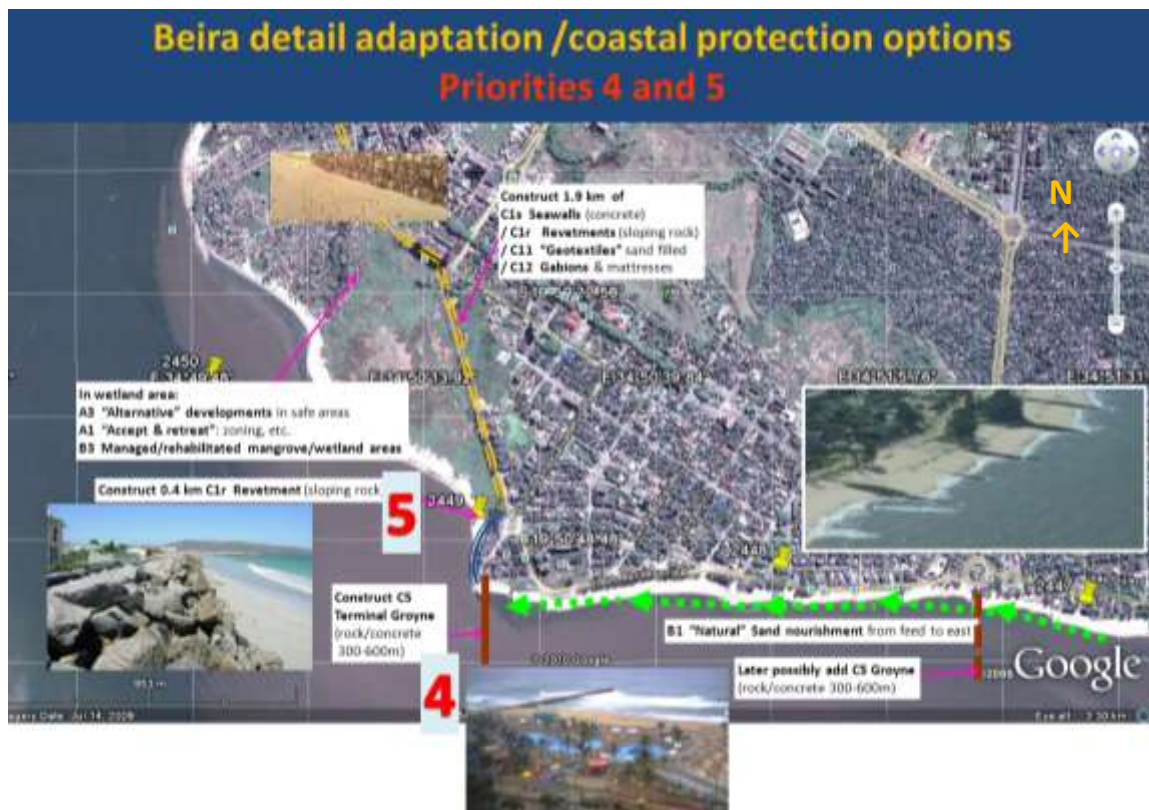 Beira detail adaptation /coastal protection options
Priorities 4 and 5
N
Construct 1.9 km of
C1s Seawalls (concrete)
/ C1r Revetments (sloping rock)
/ C11 "Geotextiles" sand filled
/ C12 Gabions & mattresses
2450
In wetland area:
A3 "Alternative" developments in safe areas
A1 "Accept & retreat": zoning, etc.
B3 Managed/rehabilitated mangrove/wetland areas
Construct 0.4 km C1r Revetment (sloping rock
5
2449
448
Construct C5
Terminal Groyne
(rock/concrete
300-600m)
B1 "Natural" Sand nourishment from feed to east
Later possibly add C5 Groyne
(rock/concrete 300-600m)
Google
4